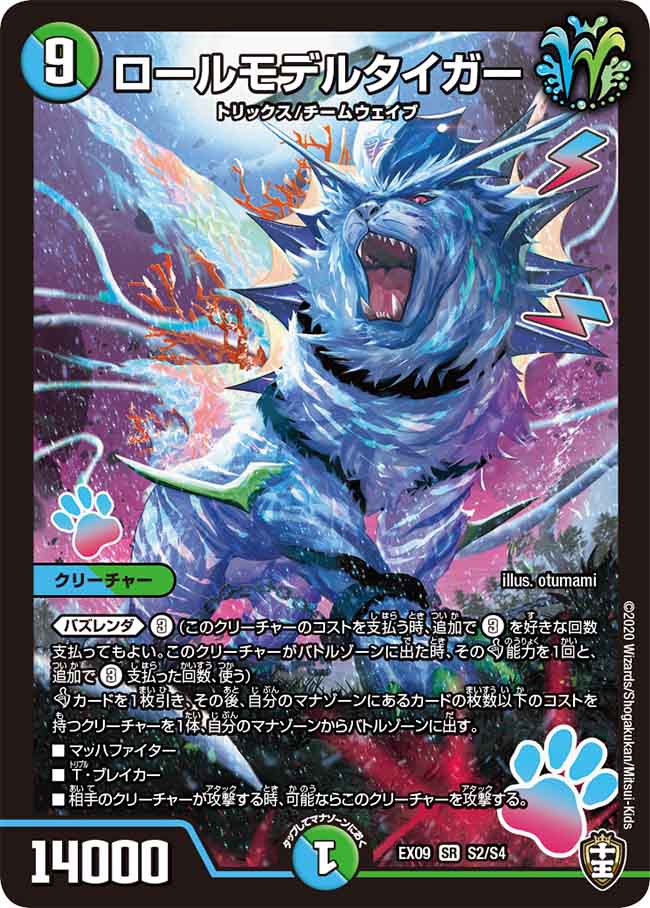 9
ロールモデルタイガー
トリックス/チームウェイブ
illus. otumami
クリーチャー
バズレンダ 3 (このクリーチャーのコストを支払う時、追加で 3 を好きな回数
支払ってもよい。このクリーチャーがバトルゾーンに出た時、その能力を1回と、
追加で 3 支払った回数、使う)
カードを1枚引き、その後、自分のマナゾーンにあるカードの枚数以下のコストを
持つクリーチャーを1体、自分のマナゾーンからバトルゾーンに出す。
■ マッハファイター
■ T・ブレイカー
■ 相手のクリーチャーが攻撃する時、可能ならこのクリーチャーを攻撃する。
©2020 Wizards/Shogakukan/Mitsui-Kids
タップしてマナゾーンにおく
14000
1
EX09 SR S2/S4